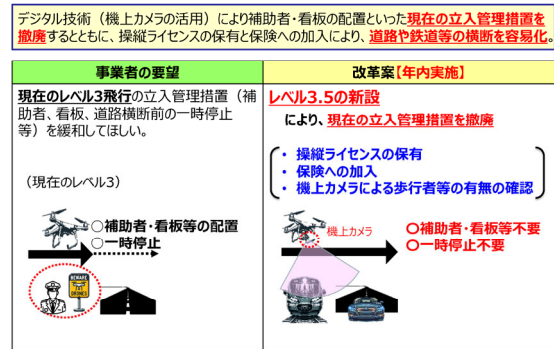 デジタル技術（機上カメラの活用）により補助者・看板の配置といった現在の立入管理措置を
撤廃するとともに、操縦ライセンスの保有と保険への加入により、道路や鉄道等の横断を容易化。
事業者の要望
現在のレベル3飛行の立入管理措置（補
助者、看板、道路横断前の一時停止
等）を緩和してほしい。
（現在のレベル3）
○補助者・看板等の配置
○一時停止
BEWARE
DRONES
改革案【年内実施】
レベル3.5の新設
により、現在の立入管理措置を撤廃
・ 操縦ライセンスの保有
・ 保険への加入
・ 機上カメラによる歩行者等の有無の確認
機上カメラ
○補助者・看板等不要
○一時停止不要